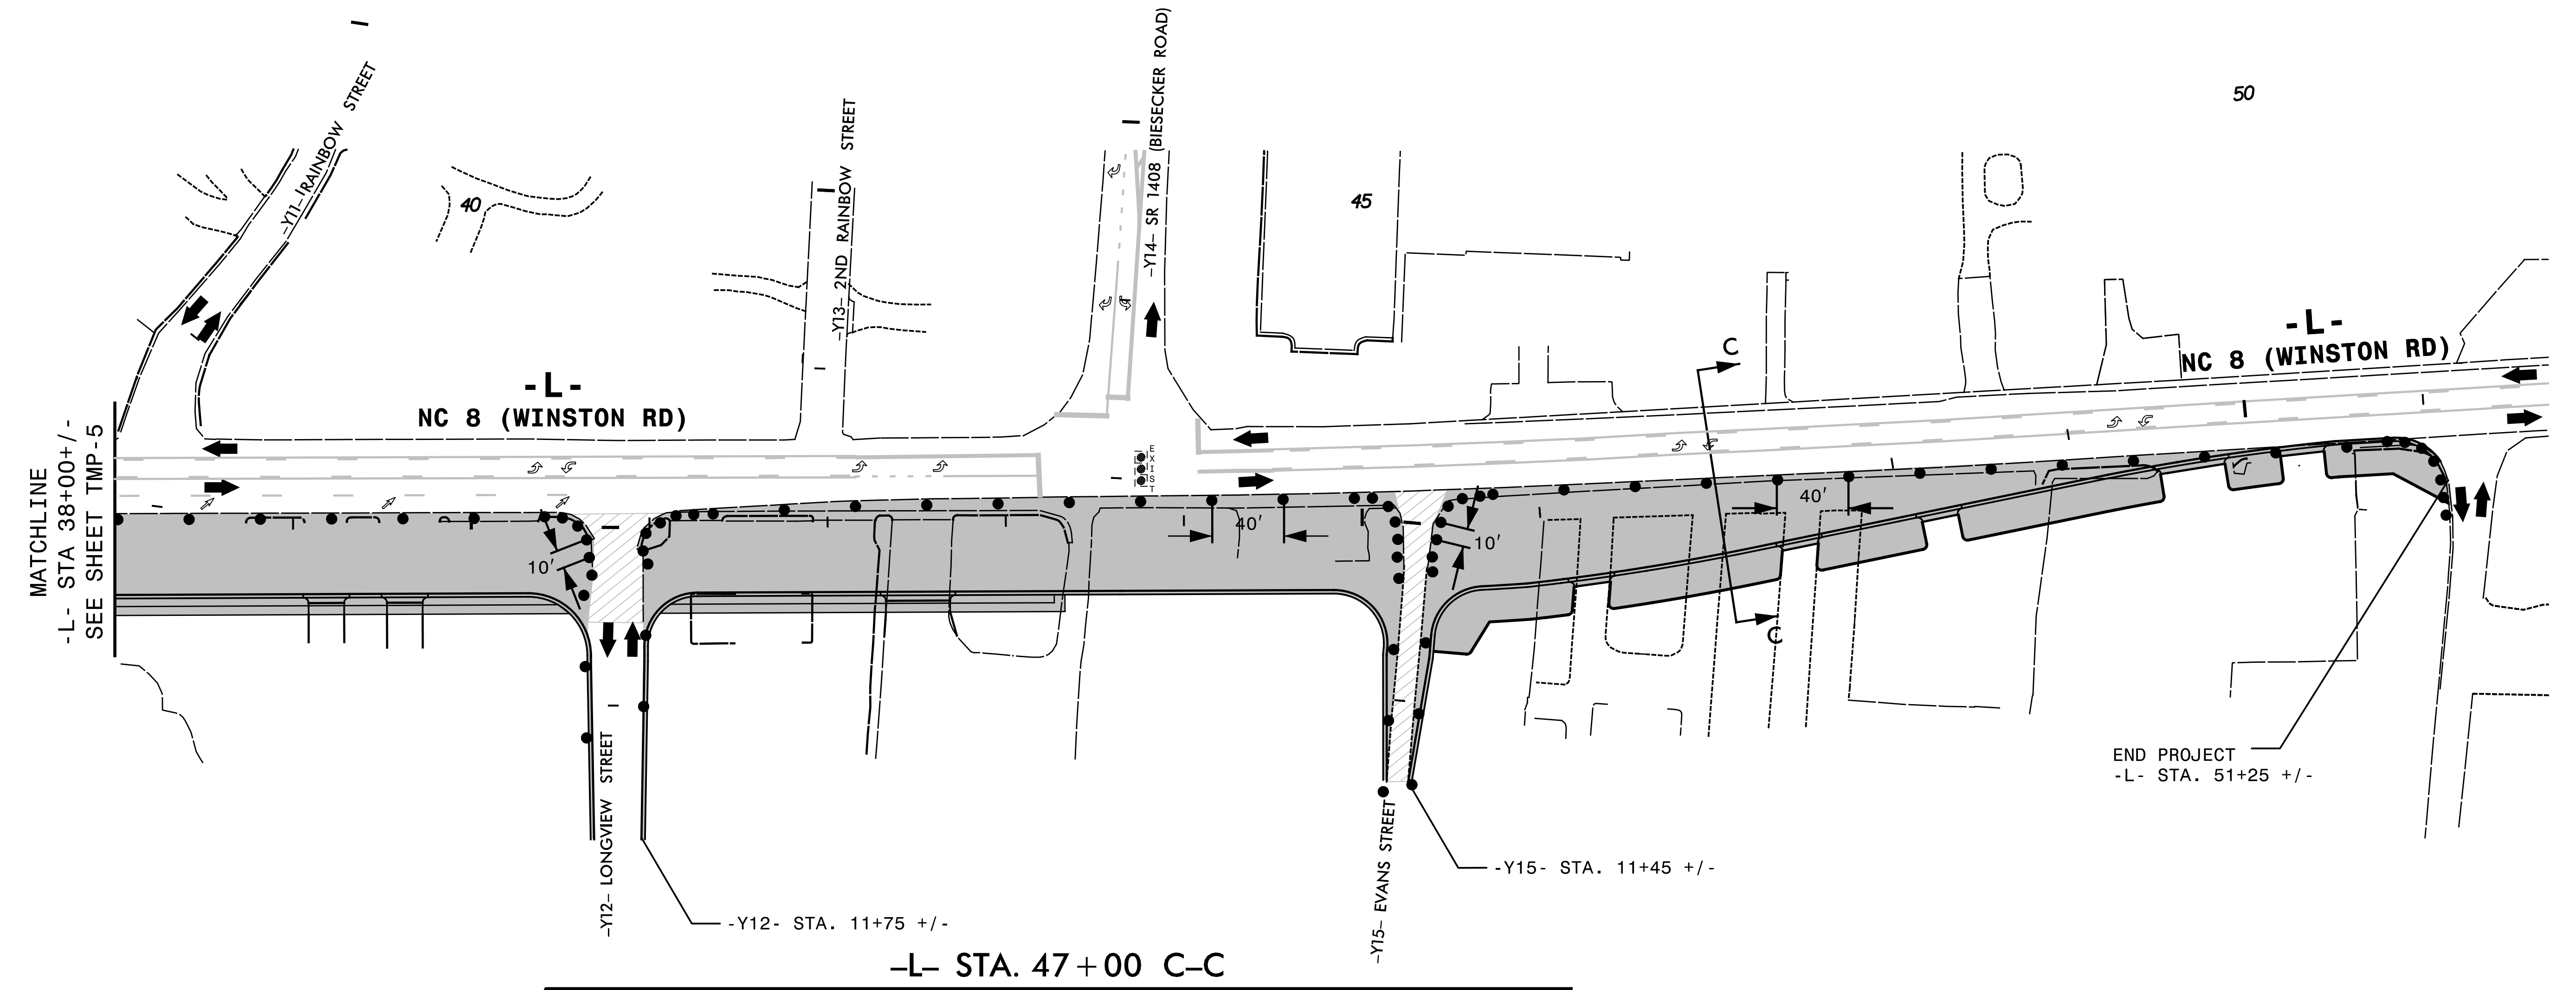 50
-Y11- RAINBOW STREET
40
-Y13- 2ND RAINBOW STREET
-Y14- SR 1408 (BIESECKER ROAD)
45
C
-L-
NC 8 (WINSTON RD)
-L-
NC 8 (WINSTON RD)
MATCHLINE
-L- STA 38+00+/-
SEE SHEET TMP-5
EXIST
40'
40'
10'
10'
C
END PROJECT
-L- STA. 51+25 +/-
-Y12- LONGVIEW STREET
-Y12- STA. 11+75 +/-
-Y15- EVANS STREET
-Y15- STA. 11+45 +/-
-L- STA. 47+00 C-C